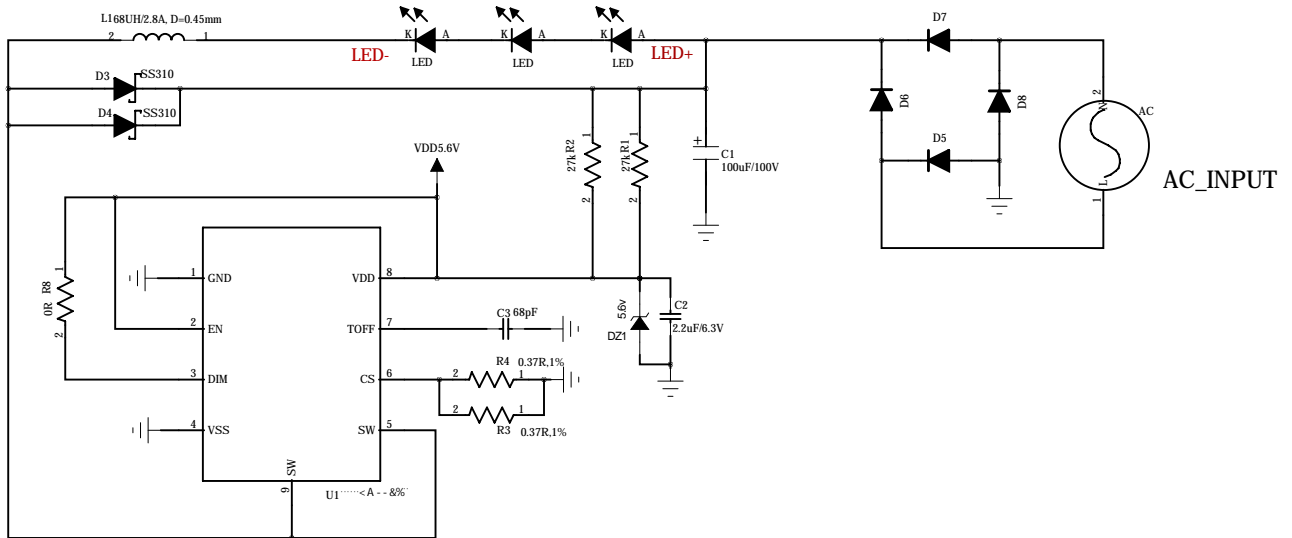 L1 68UH/2.8A, D=0.45mm
2 1
K A K A K A
LED LED LED
LED- LED+
D3 SS310
D4 SS310
D7
D6 D8
D5
2
N
AC
L
1
AC_INPUT
VDD5.6V
1 27k R2 2
1 27k R1 2
+ C1
100uF/100V
1 0R R8 2
1 GND
2 EN
3 DIM
4 VSS
VDD 8
TOFF 7
CS 6
SW 5
SW
9
U1
C3 68pF
5.6v
DZ1
C2
2.2uF/6.3V
R4 0.37R,1%
2 1
2 1
R3 0.37R,1%